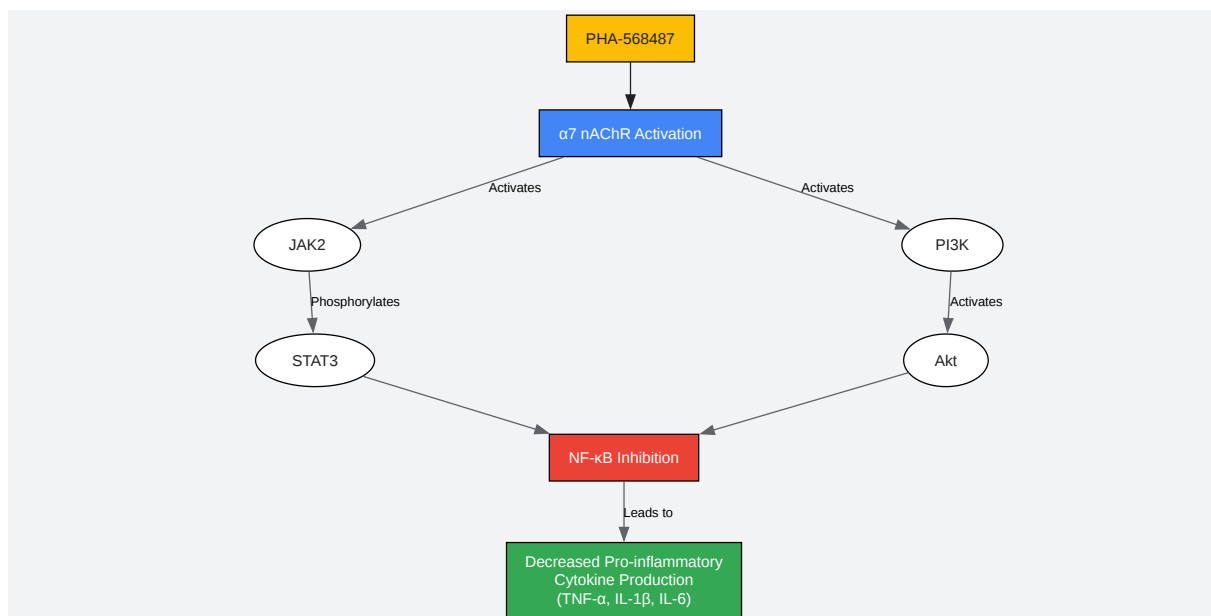 PHA-568487
α7 nAChR Activation
Activates
Activates
JAK2
PI3K
Phosphorylates
Activates
STAT3
Akt
NF-κB Inhibition
Leads to
Decreased Pro-inflammatory
Cytokine Production
(TNF-α, IL-1β, IL-6)